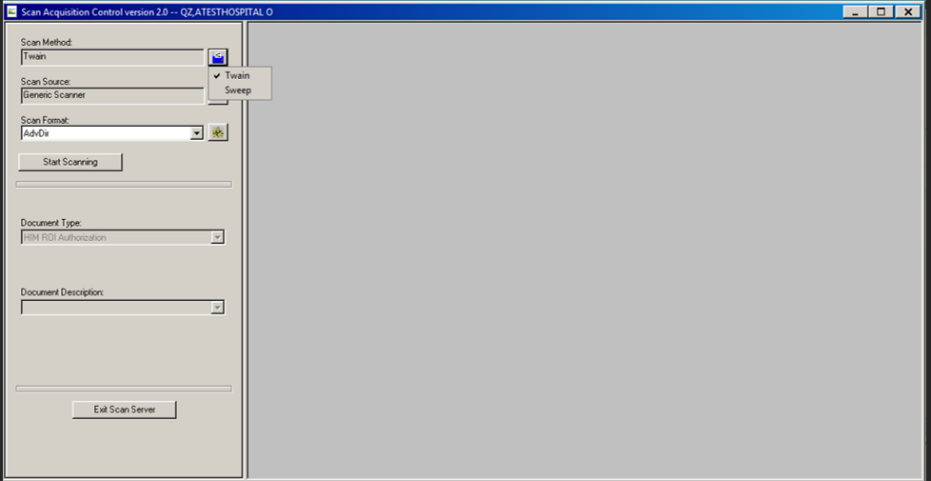 Scan Acquisition Control version 2.0 -- QZ,ATESTHOSPITAL O
Scan Method:
Twain
Twain
Sweep
Scan Source:
Generic Scanner
Scan Format:
AdvDir
Start Scanning
Document Type:
HIM ROI Authorization
Document Description:
Exit Scan Server